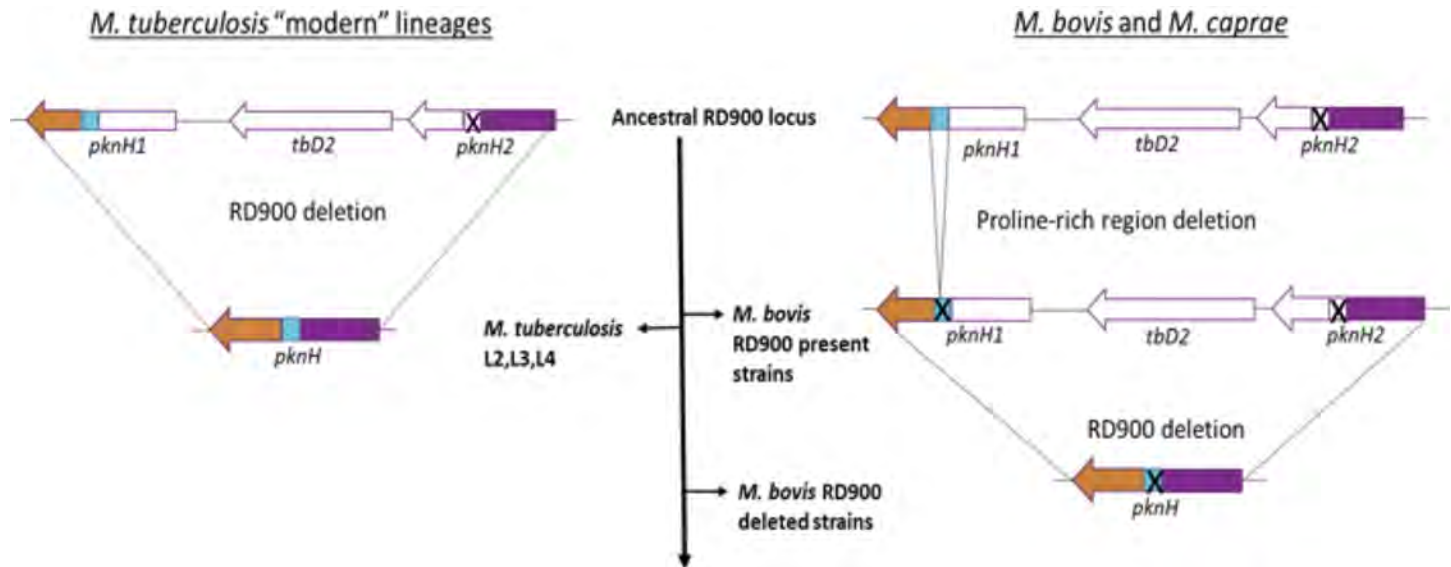 M. tuberculosis “modern” lineages
M. bovis and M. caprae
Ancestral RD900 locus
pknH1
tbD2
X
pknH2
pknH1
tbD2
X
pknH2
RD900 deletion
Proline-rich region deletion
X
pknH1
tbD2
X
pknH2
pknH
M. tuberculosis
L2,L3,L4
M. bovis
RD900 present
strains
RD900 deletion
X
pknH
M. bovis RD900
deleted strains